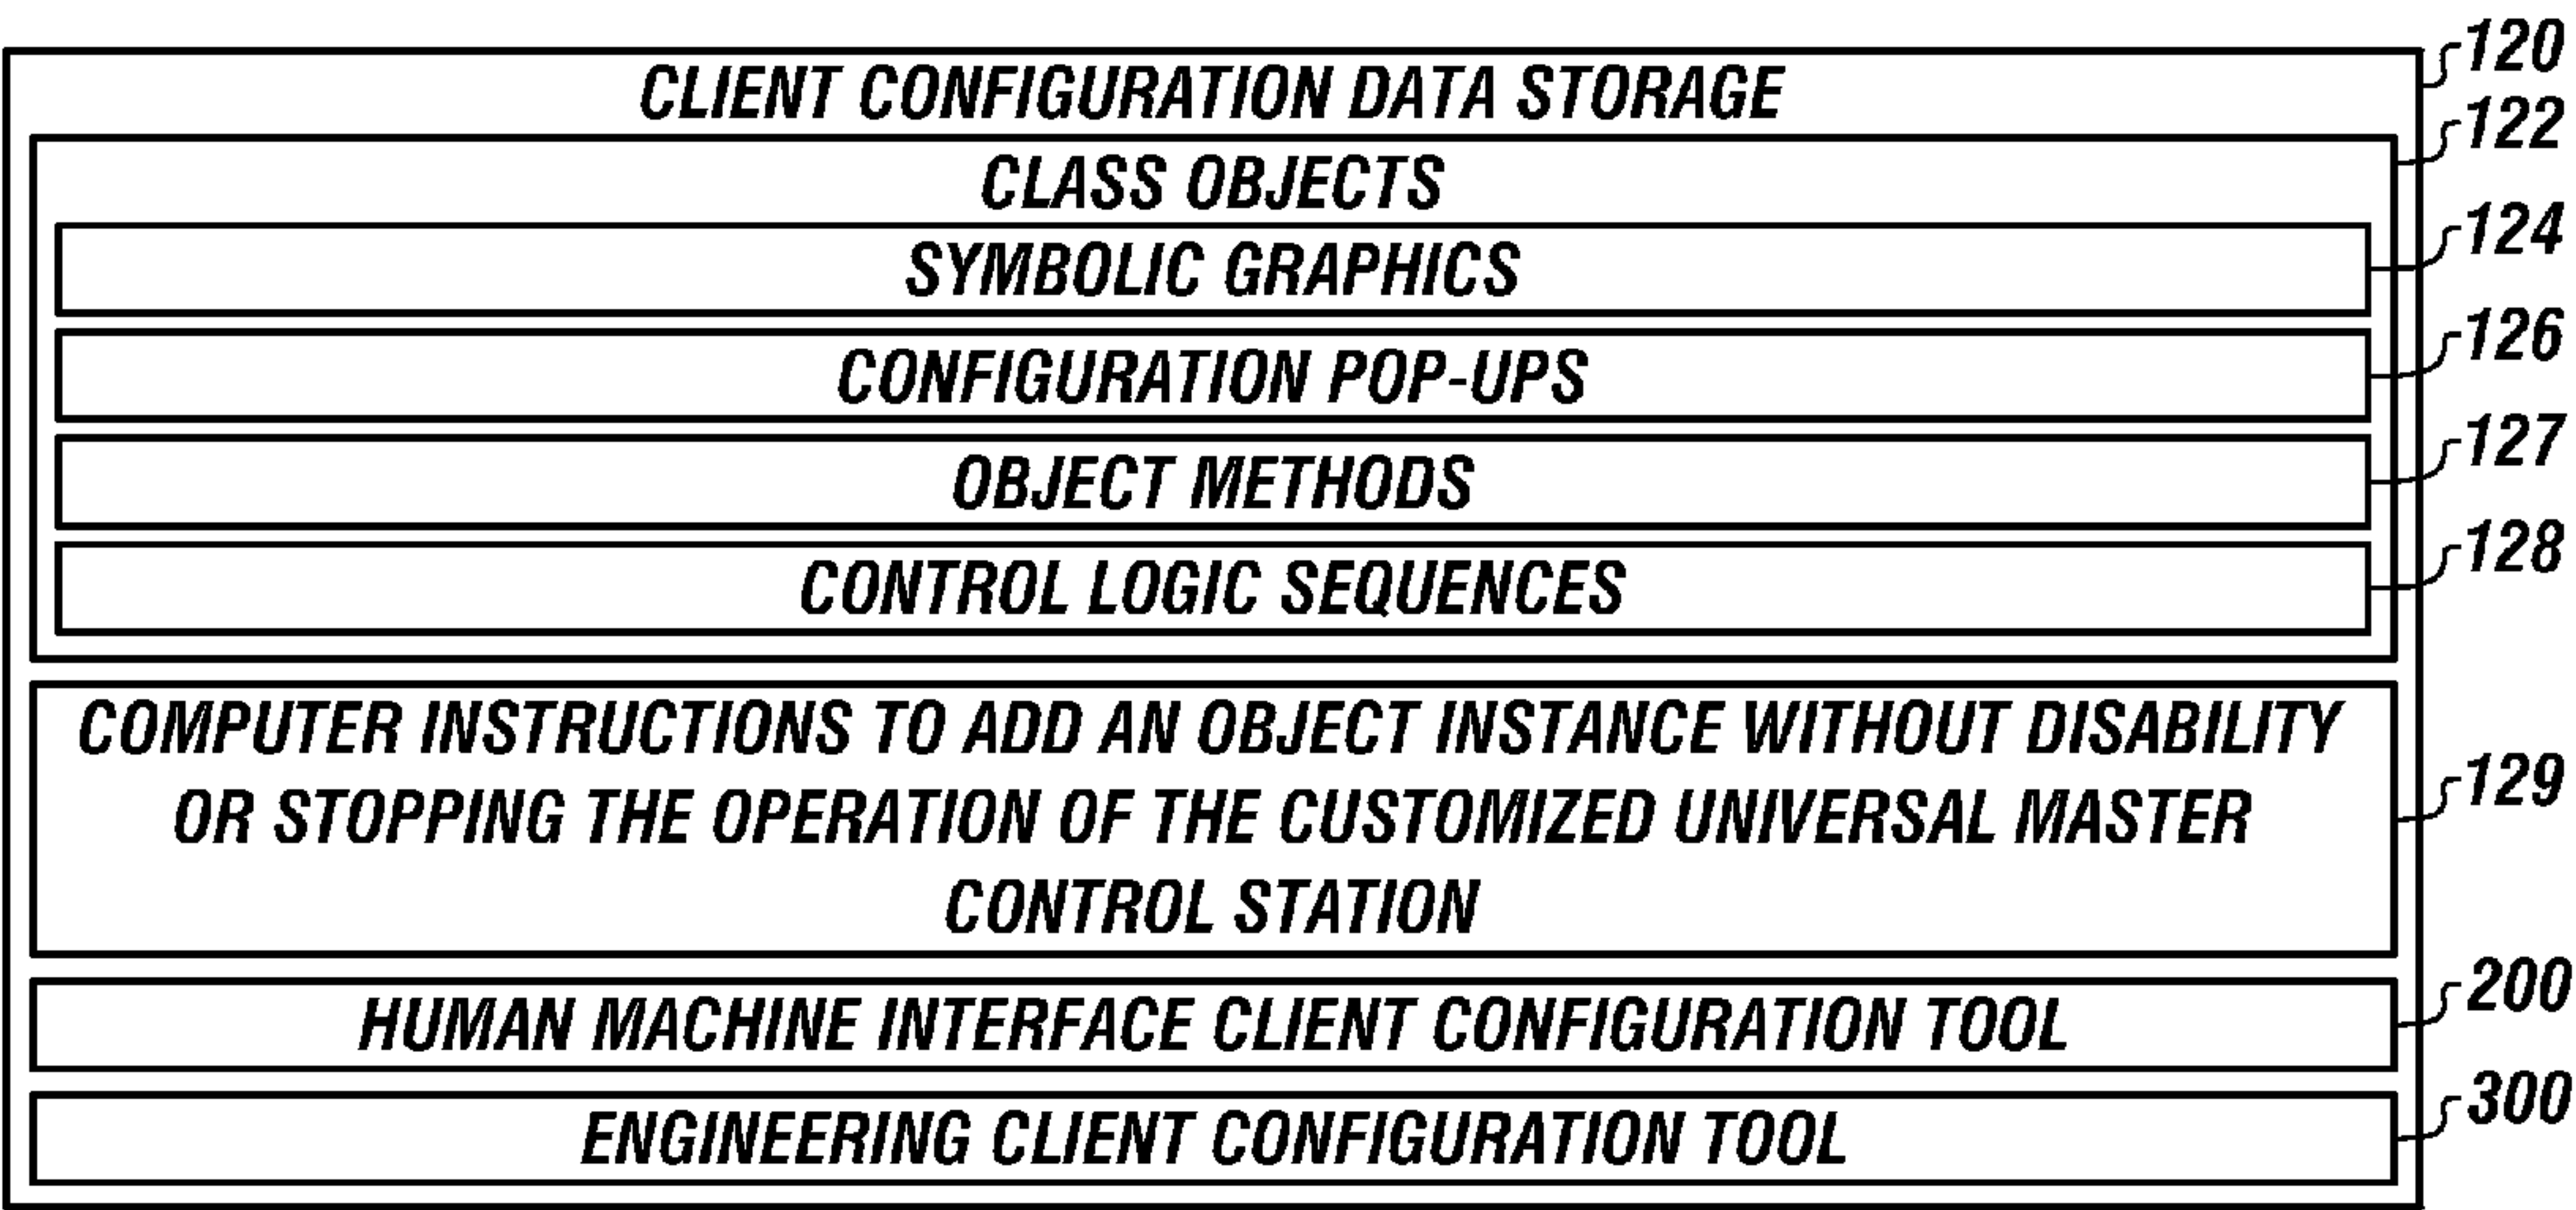 120
CLIENT CONFIGURATION DATA STORAGE
122
CLASS OBJECTS
124
SYMBOLIC GRAPHICS
126
CONFIGURATION POP-UPS
127
OBJECT METHODS
128
CONTROL LOGIC SEQUENCES
COMPUTER INSTRUCTIONS TO ADD AN OBJECT INSTANCE WITHOUT DISABILITY
129
OR STOPPING THE OPERATION OF THE CUSTOMIZED UNIVERSAL MASTER
CONTROL STATION
200
HUMAN MACHINE INTERFACE CLIENT CONFIGURATION TOOL
300
ENGINEERING CLIENT CONFIGURATION TOOL